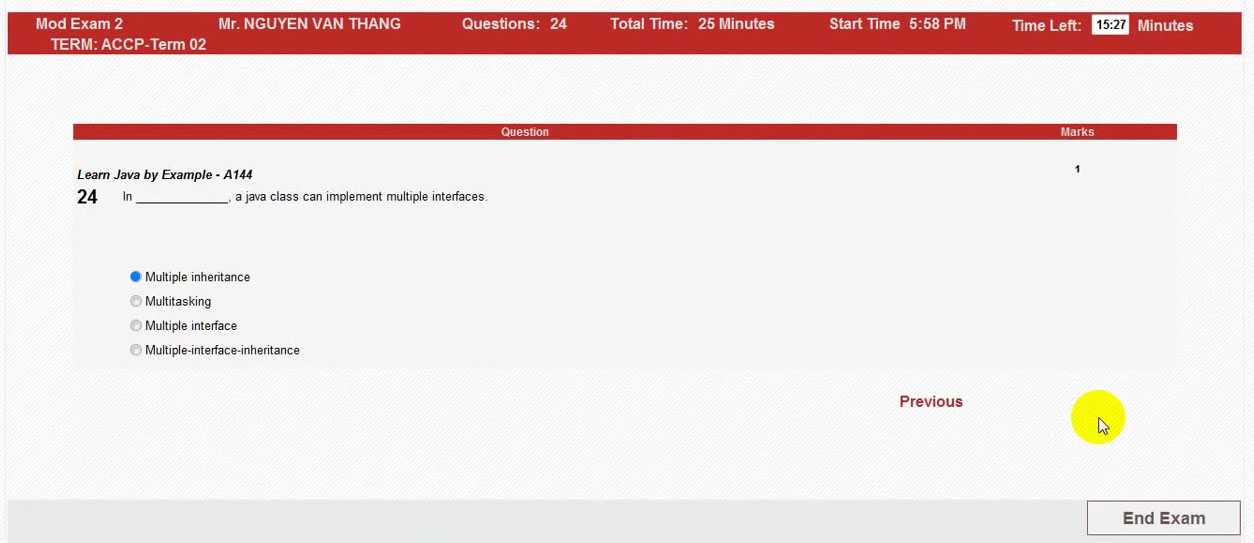 Mod Exam 2 Mr. NGUYEN VAN THANG Questions: 24 Total Time: 25 Minutes Start Time 5:58 PM Time Left: 15:27 Minutes
TERM: ACCP-Term 02
Question Marks
Learn Java by Example - A144 1
24 In ______________, a java class can implement multiple interfaces.
Multiple inheritance
Multitasking
Multiple interface
Multiple-interface-inheritance
Previous
End Exam